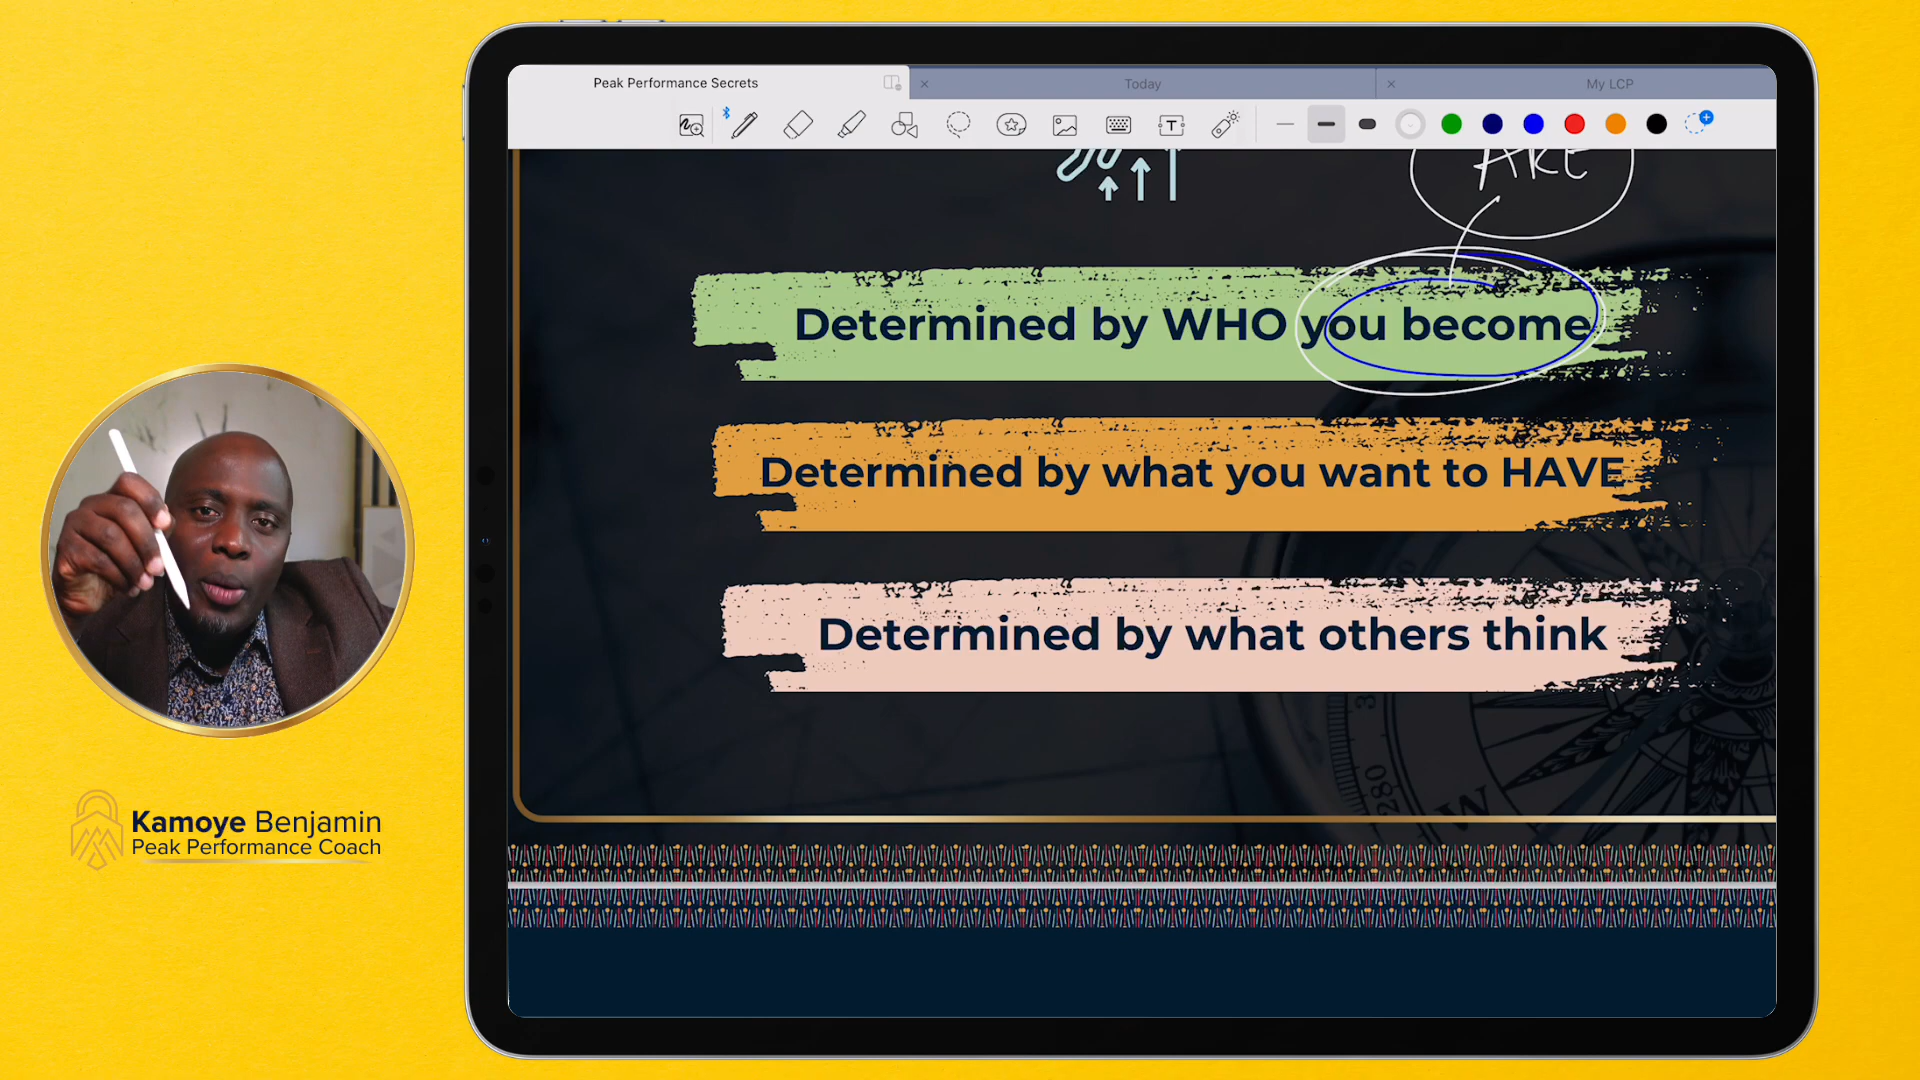 Peak Performance Secrets
Today
My LCP
T
ARE
Determined by WHO you become
Determined by what you want to HAVE
Determined by what others think
280
W
Kamoye Benjamin
Peak Performance Coach